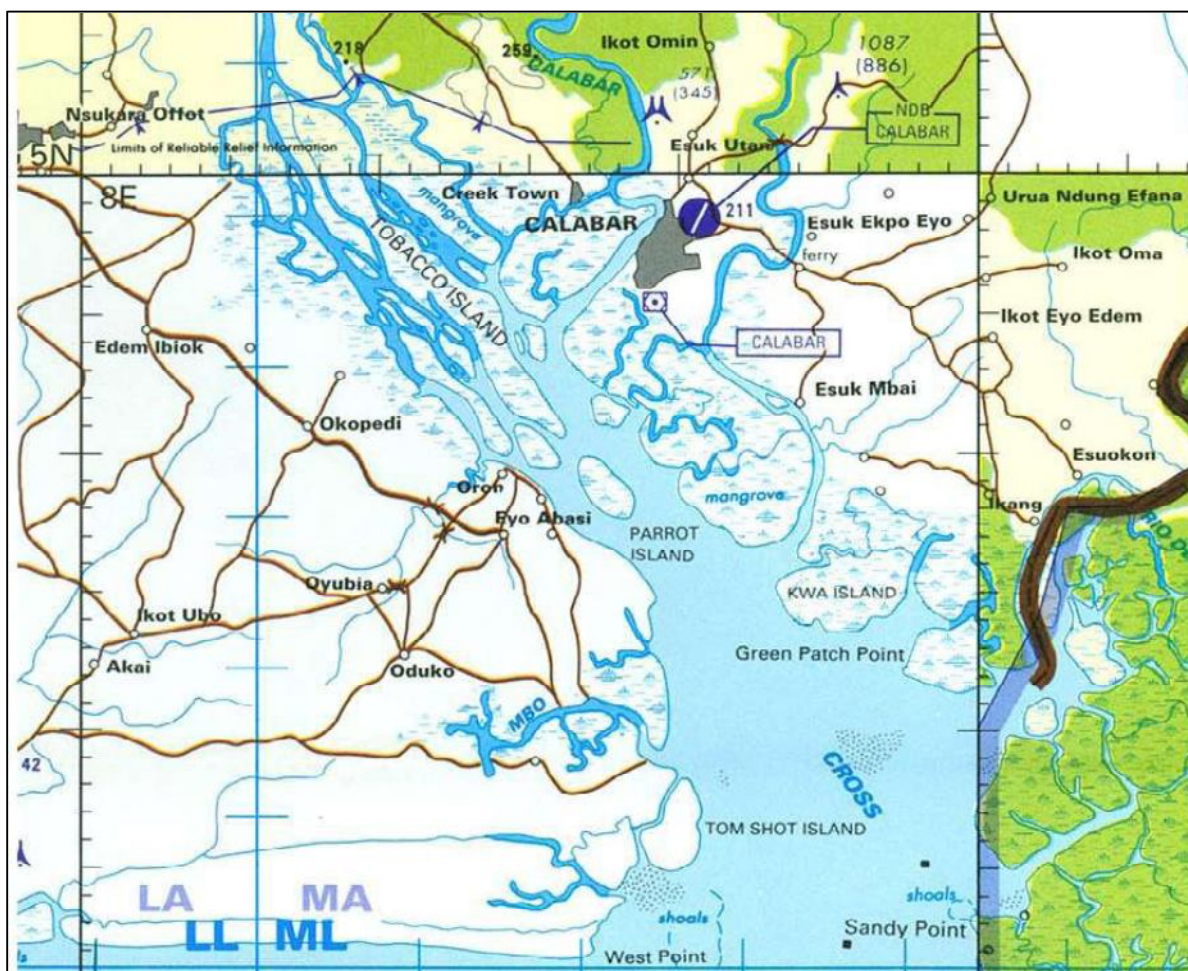 218
259
CALABAR
Ikot Omin
1087
(886)
571
(345)
NDB
CALABAR
Nsukara Offot
Limits of Reliable Relief Information
5N
Esuk Utan
8E
mangrove
Creek Town
CALABAR
211
Urua Ndung Efana
TOBACCO ISLAND
Esuk Ekpo Eyo
ferry
Ikot Oma
Ikot Eyo Edem
Edem Ibiok
CALABAR
Esuk Mbai
Okopedi
Esuokon
Oron
mangrove
Ikang
Eyo Abasi
PARROT
ISLAND
RIO DE
Oyubia
KWA ISLAND
Ikot Ubo
Akai
Oduko
Green Patch Point
MBO
42
CROSS
TOM SHOT ISLAND
LA MA
LL ML
shoals
shoals
Sandy Point
West Point